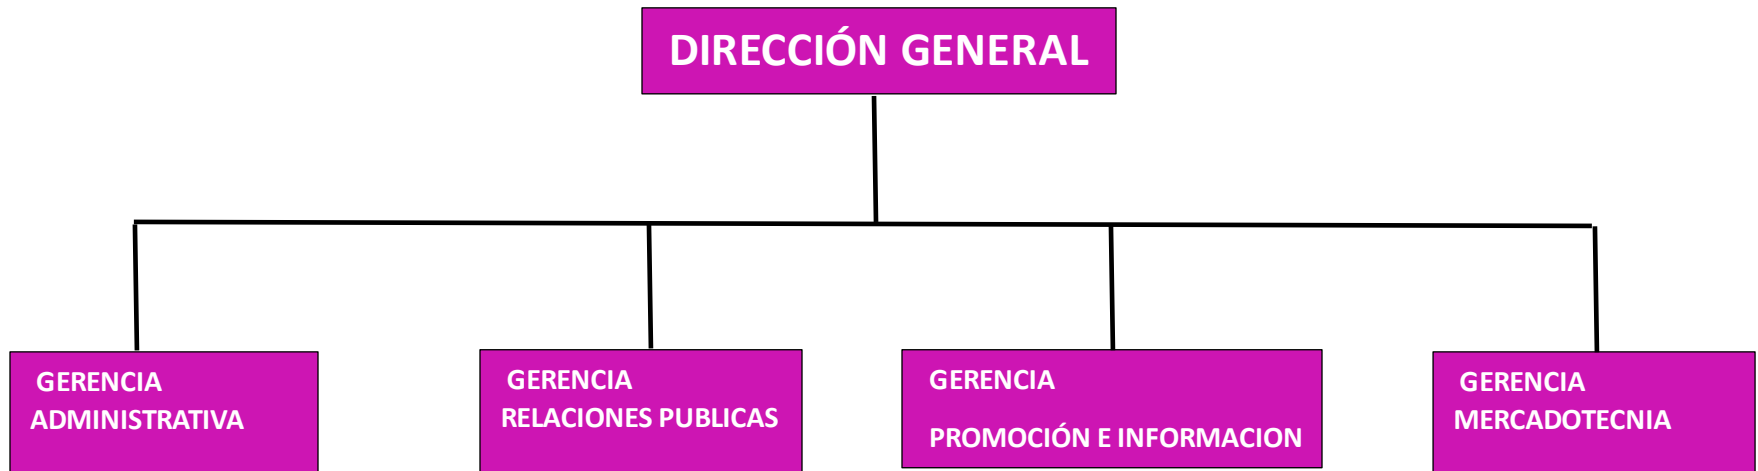 DIRECCIÓN GENERAL
GERENCIA
ADMINISTRATIVA
GERENCIA
RELACIONES PUBLICAS
GERENCIA
PROMOCIÓN E INFORMACION
GERENCIA
MERCADOTECNIA